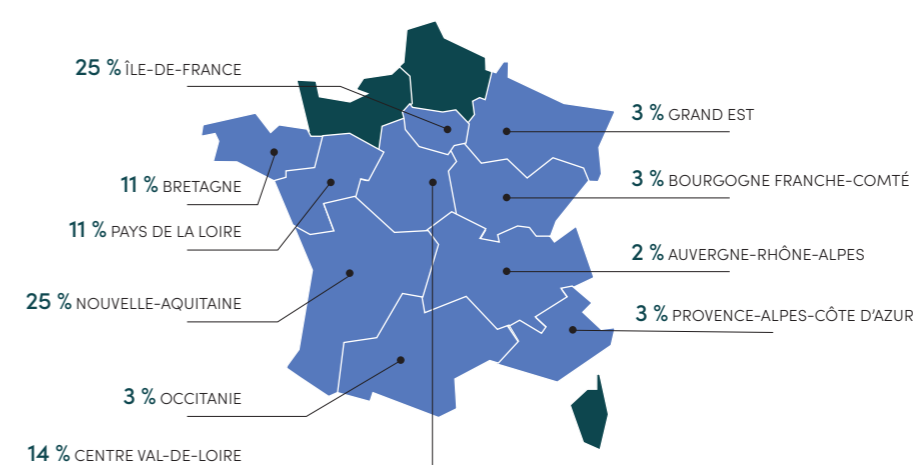 25 % ÎLE-DE-FRANCE
11 % BRETAGNE
11 % PAYS DE LA LOIRE
25 % NOUVELLE-AQUITAINE
3 % OCCITANIE
14 % CENTRE VAL-DE-LOIRE
3 % GRAND EST
3 % BOURGOGNE FRANCHE-COMTÉ
2 % AUVERGNE-RHÔNE-ALPES
3 % PROVENCE-ALPES-CÔTE D'AZUR